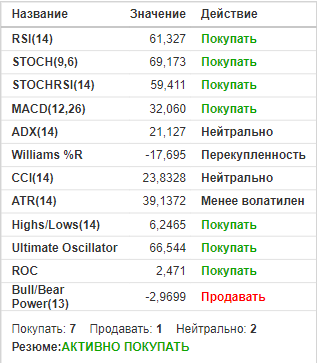 Название Значение Действие
RSI(14) 61,327 Покупать
STOCH(9,6) 69,173 Покупать
STOCHRSI(14) 59,411 Покупать
MACD(12,26) 32,060 Покупать
ADX(14) 21,127 Нейтрально
Williams %R -17,695 Перекупленность
CCI(14) 23,8328 Нейтрально
ATR(14) 39,1372 Менее волатилен
Highs/Lows(14) 6,2465 Покупать
Ultimate Oscillator 66,544 Покупать
ROC 2,471 Покупать
Bull/Bear
Power(13) -2,9699 Продавать
Покупать: 7 Продавать: 1 Нейтрально: 2
Резюме:АКТИВНО ПОКУПАТЬ